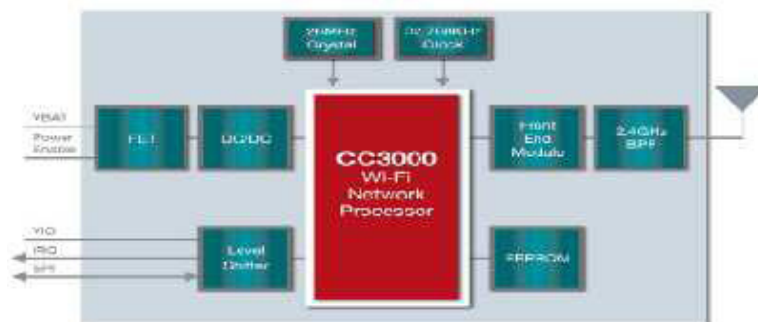 26MHz
Crystal
32.768KHz
Clock
VBAT
Power
Enable
FET
DC/DC
CC3000
Wi-Fi
Network
Processor
Front
End
Module
2.4GHz
BPF
VIO
IRQ
SPI
Level
Shifter
EEPROM